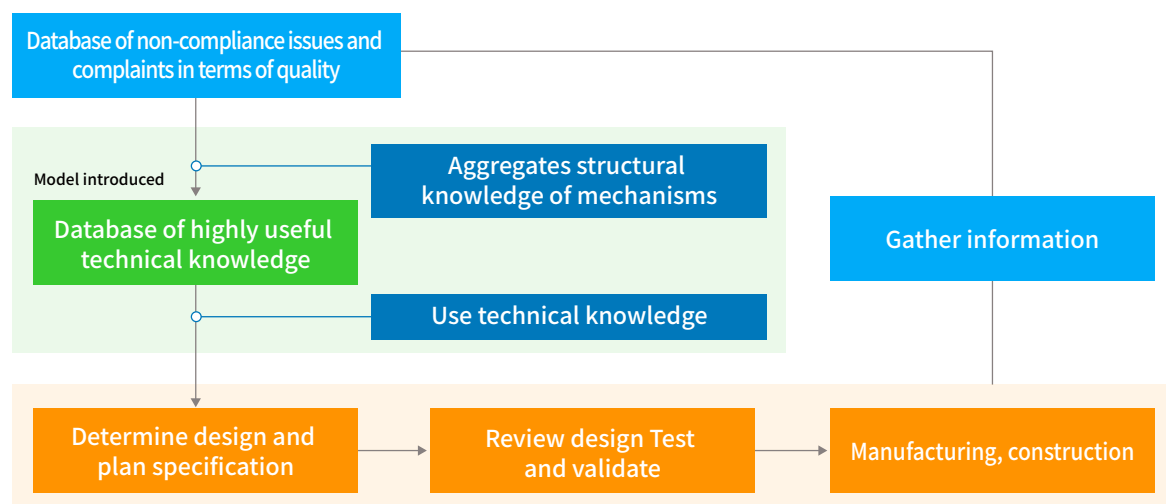 Database of non-compliance issues and
complaints in terms of quality
Model introduced
Aggregates structural
knowledge of mechanisms
Database of highly useful
technical knowledge
Gather information
Use technical knowledge
Determine design and
plan specification
Review design Test
and validate
Manufacturing, construction